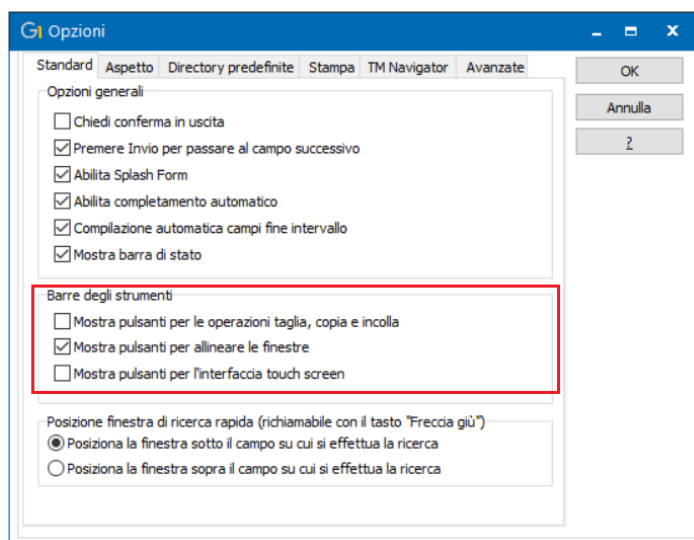 G1 Opzioni
Standard Aspetto Directory predefinite Stampa TM Navigator Avanzate
OK
Annulla
?
Opzioni generali
Chiedi conferma in uscita
Premere Invio per passare al campo successivo
Abilita Splash Form
Abilita completamento automatico
Compilazione automatica campi fine intervallo
Mostra barra di stato
Barre degli strumenti
Mostra pulsanti per le operazioni taglia, copia e incolla
Mostra pulsanti per allineare le finestre
Mostra pulsanti per l'interfaccia touch screen
Posizione finestra di ricerca rapida (richiamabile con il tasto "Freccia giù")
Posiziona la finestra sotto il campo su cui si effettua la ricerca
Posiziona la finestra sopra il campo su cui si effettua la ricerca